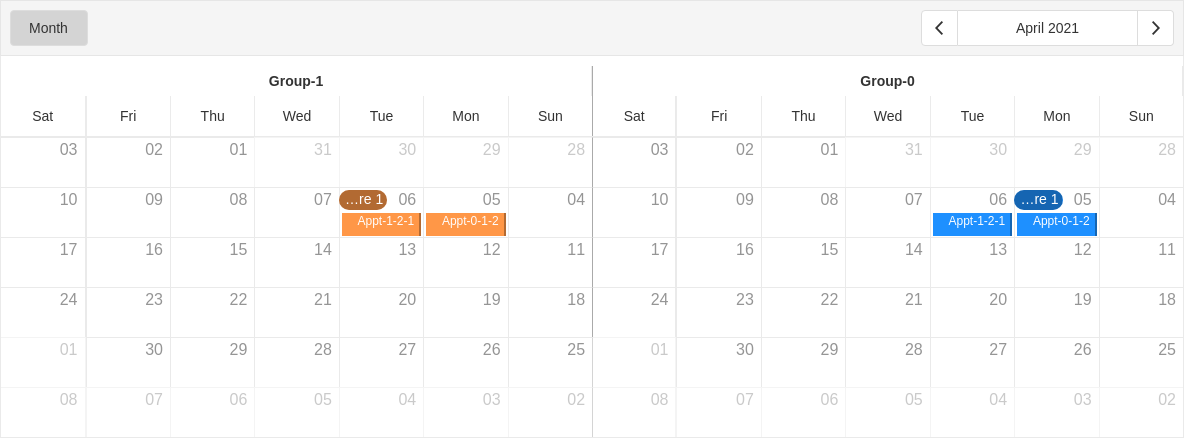 Month
April 2021
Group-1 Group-0
Sat Fri Thu Wed Tue Mon Sun Sat Fri Thu Wed Tue Mon Sun
03 02 01 31 30 29 28 03 02 01 31 30 29 28
10 09 08 07 ...re 1 06 05 04 10 09 08 07 06 ...re 1 05 04
Appt-1-2-1 Appt-0-1-2 Appt-1-2-1 Appt-0-1-2
17 16 15 14 13 12 11 17 16 15 14 13 12 11
24 23 22 21 20 19 18 24 23 22 21 20 19 18
01 30 29 28 27 26 25 01 30 29 28 27 26 25
08 07 06 05 04 03 02 08 07 06 05 04 03 02